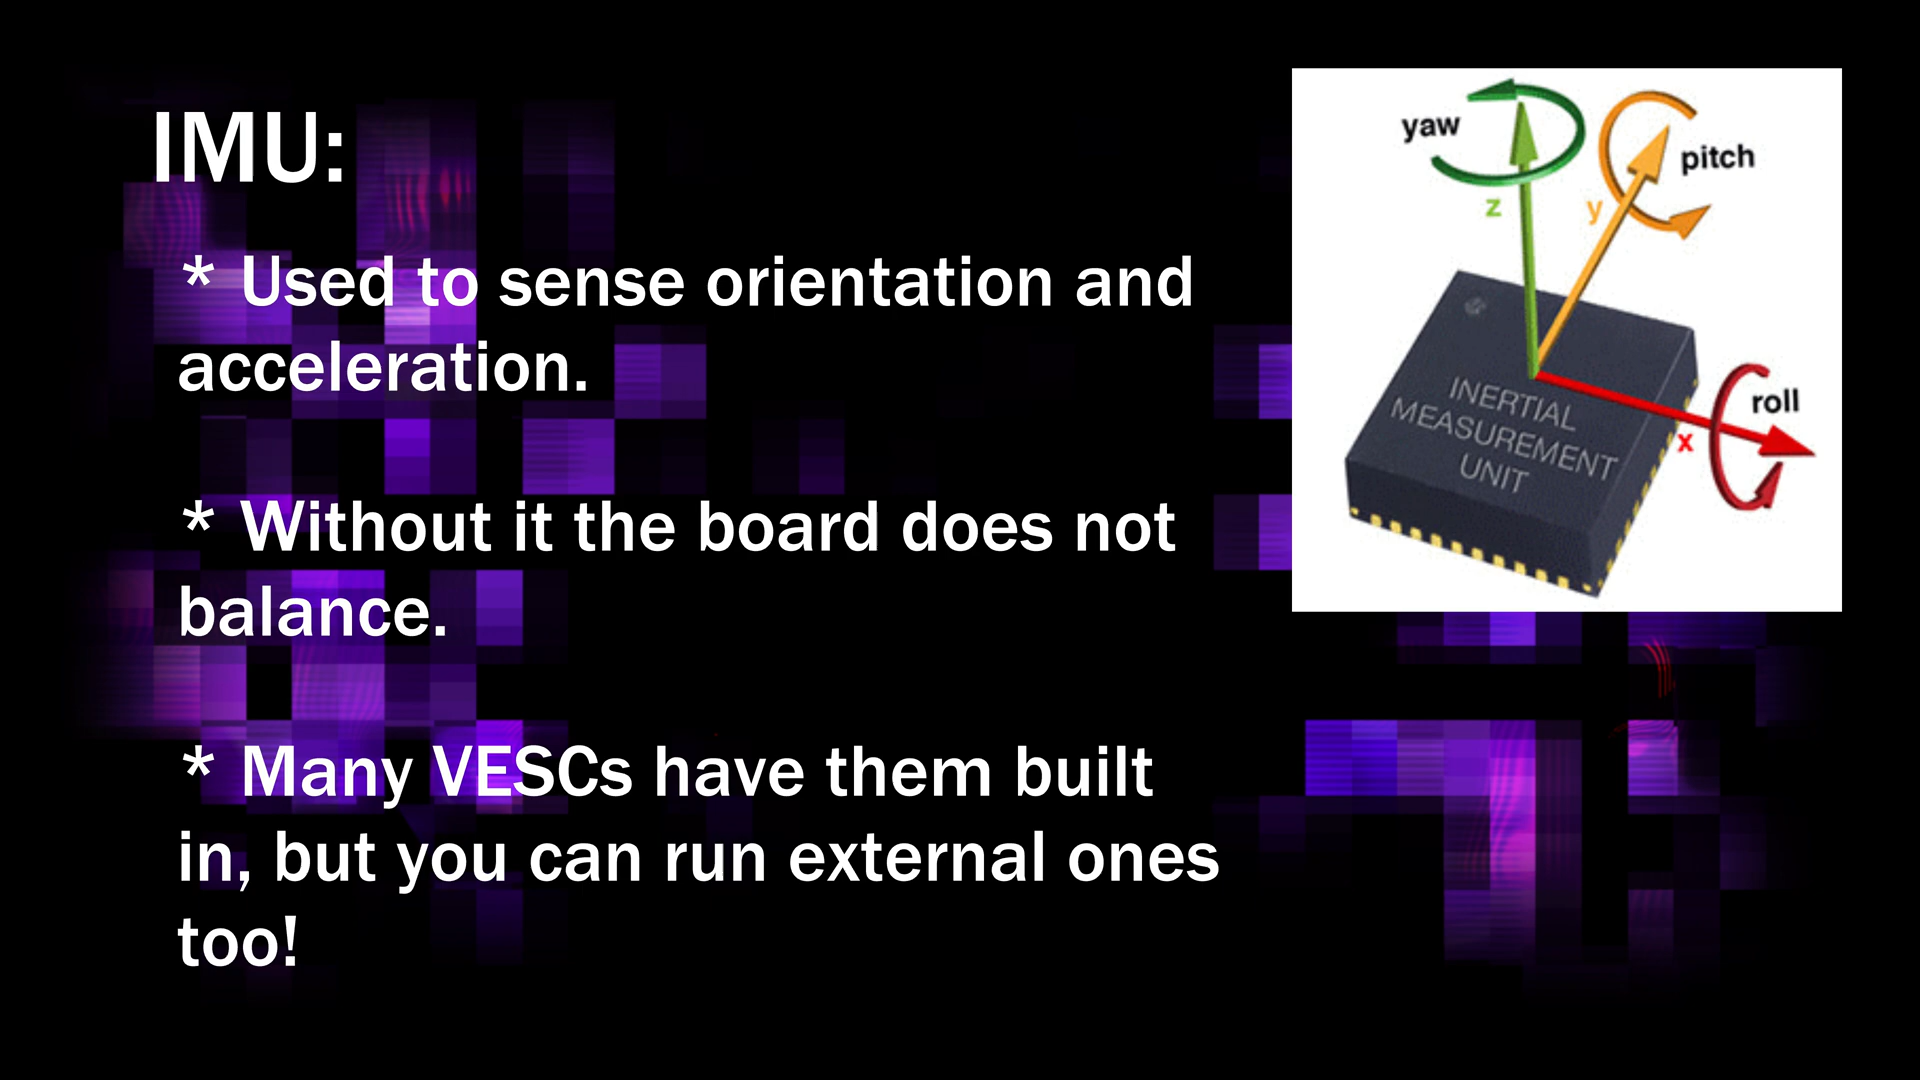 IMU:
* Used to sense orientation and
acceleration.
* Without it the board does not
balance.
* Many VESCs have them built
in, but you can run external ones
too!
yaw
pitch
z
y
roll
x
INERTIAL
MEASUREMENT
UNIT